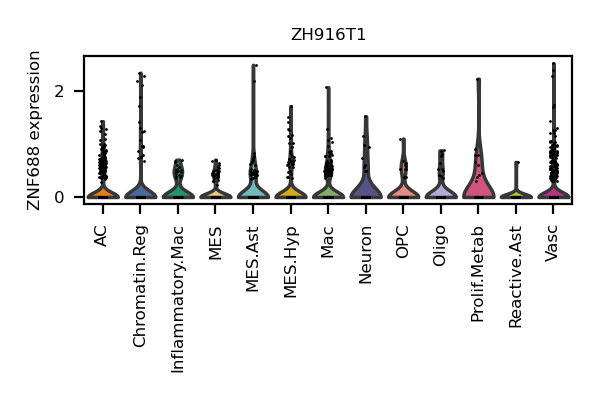 ZH916T1
ZNF688 expression
2
0
AC
Chromatin.Reg
Inflammatory.Mac
MES
MES.Ast
MES.Hyp
Mac
Neuron
OPC
Oligo
Prolif.Metab
Reactive.Ast
Vasc